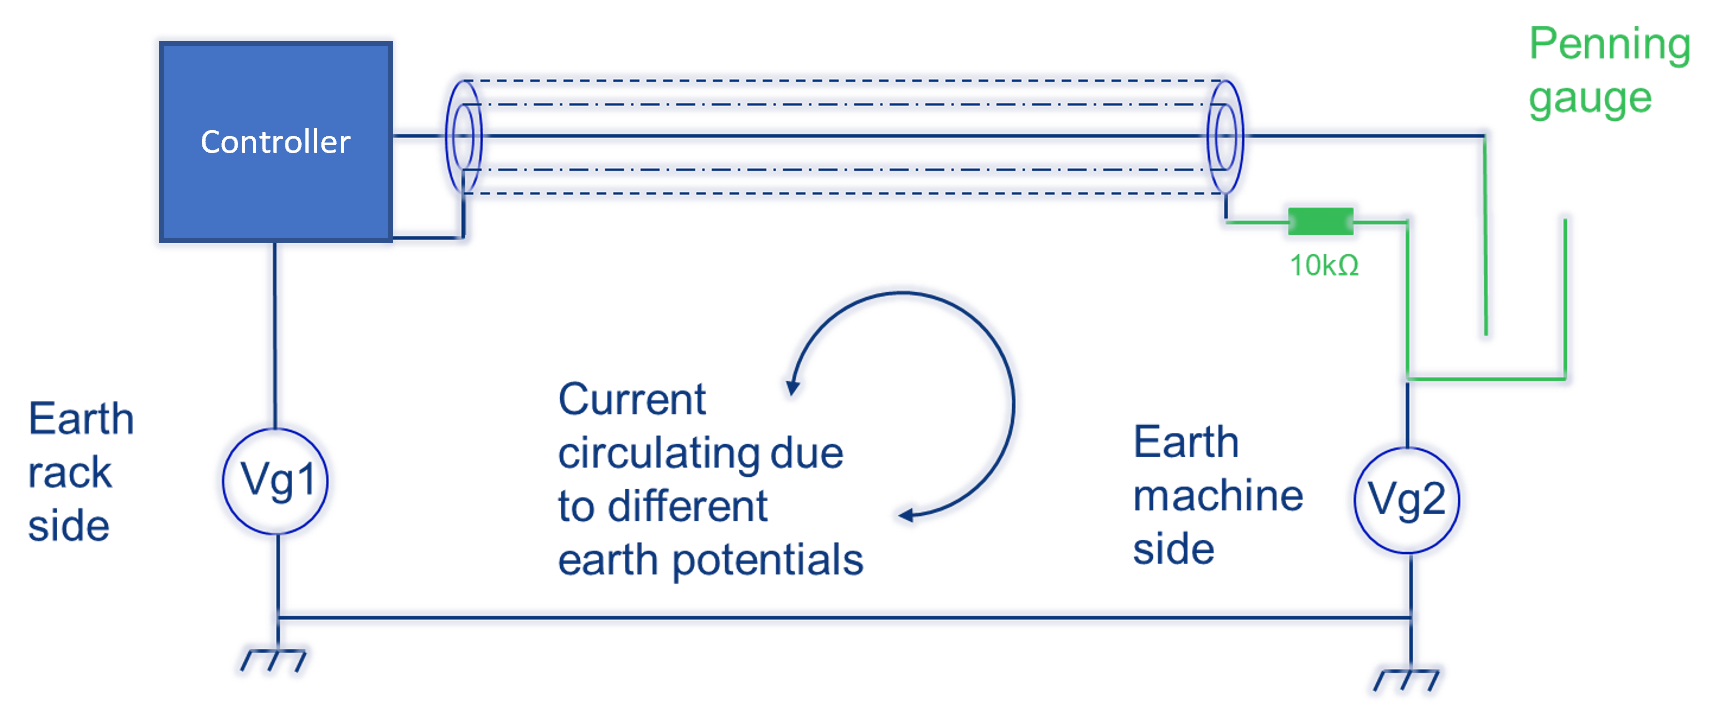 Penning
gauge
Controller
10kΩ
Current
circulating due
to different
earth potentials
Earth
rack
side
Vg1
Earth
machine
side
Vg2